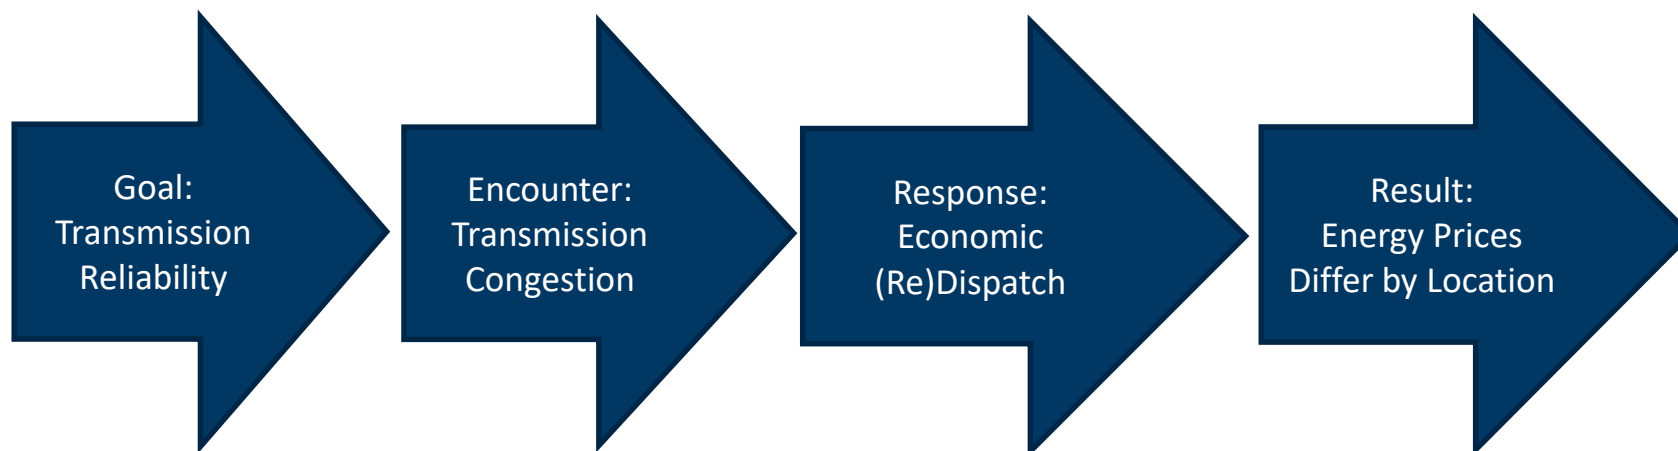 Goal:
Transmission
Reliability
Encounter:
Transmission
Congestion
Response:
Economic
(Re)Dispatch
Result:
Energy Prices
Differ by Location